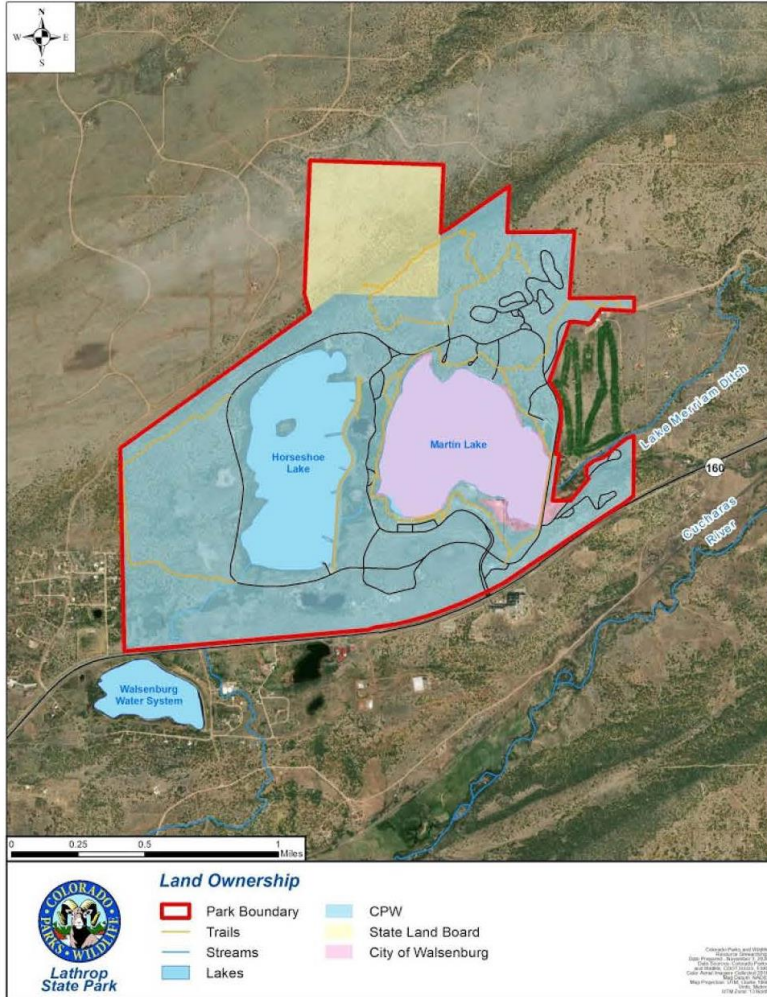 N
W E
S
Horseshoe
Lake
Martin Lake
Lake Merriam Ditch
160
Cucharas
River
Walsenburg
Water System
0 0.25 0.5 1
Miles
Land Ownership
Park Boundary
Trails
Streams
Lakes
CPW
State Land Board
City of Walsenburg
COLORADO
PARKS & WILDLIFE
Lathrop
State Park